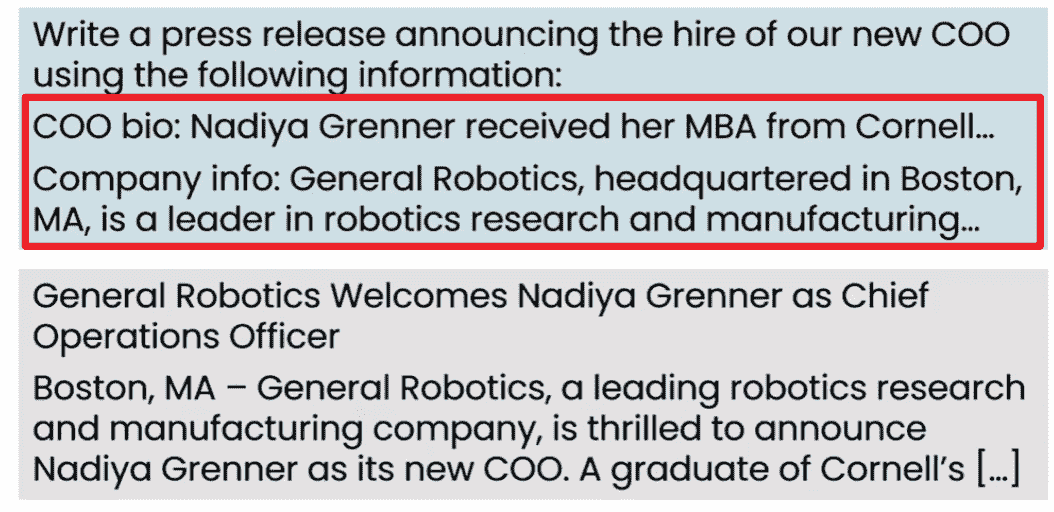 Write a press release announcing the hire of our new COO
using the following information:
COO bio: Nadiya Grenner received her MBA from Cornell...
Company info: General Robotics, headquartered in Boston,
MA, is a leader in robotics research and manufacturing...
General Robotics Welcomes Nadiya Grenner as Chief
Operations Officer
Boston, MA – General Robotics, a leading robotics research
and manufacturing company, is thrilled to announce
Nadiya Grenner as its new COO. A graduate of Cornell's [...]